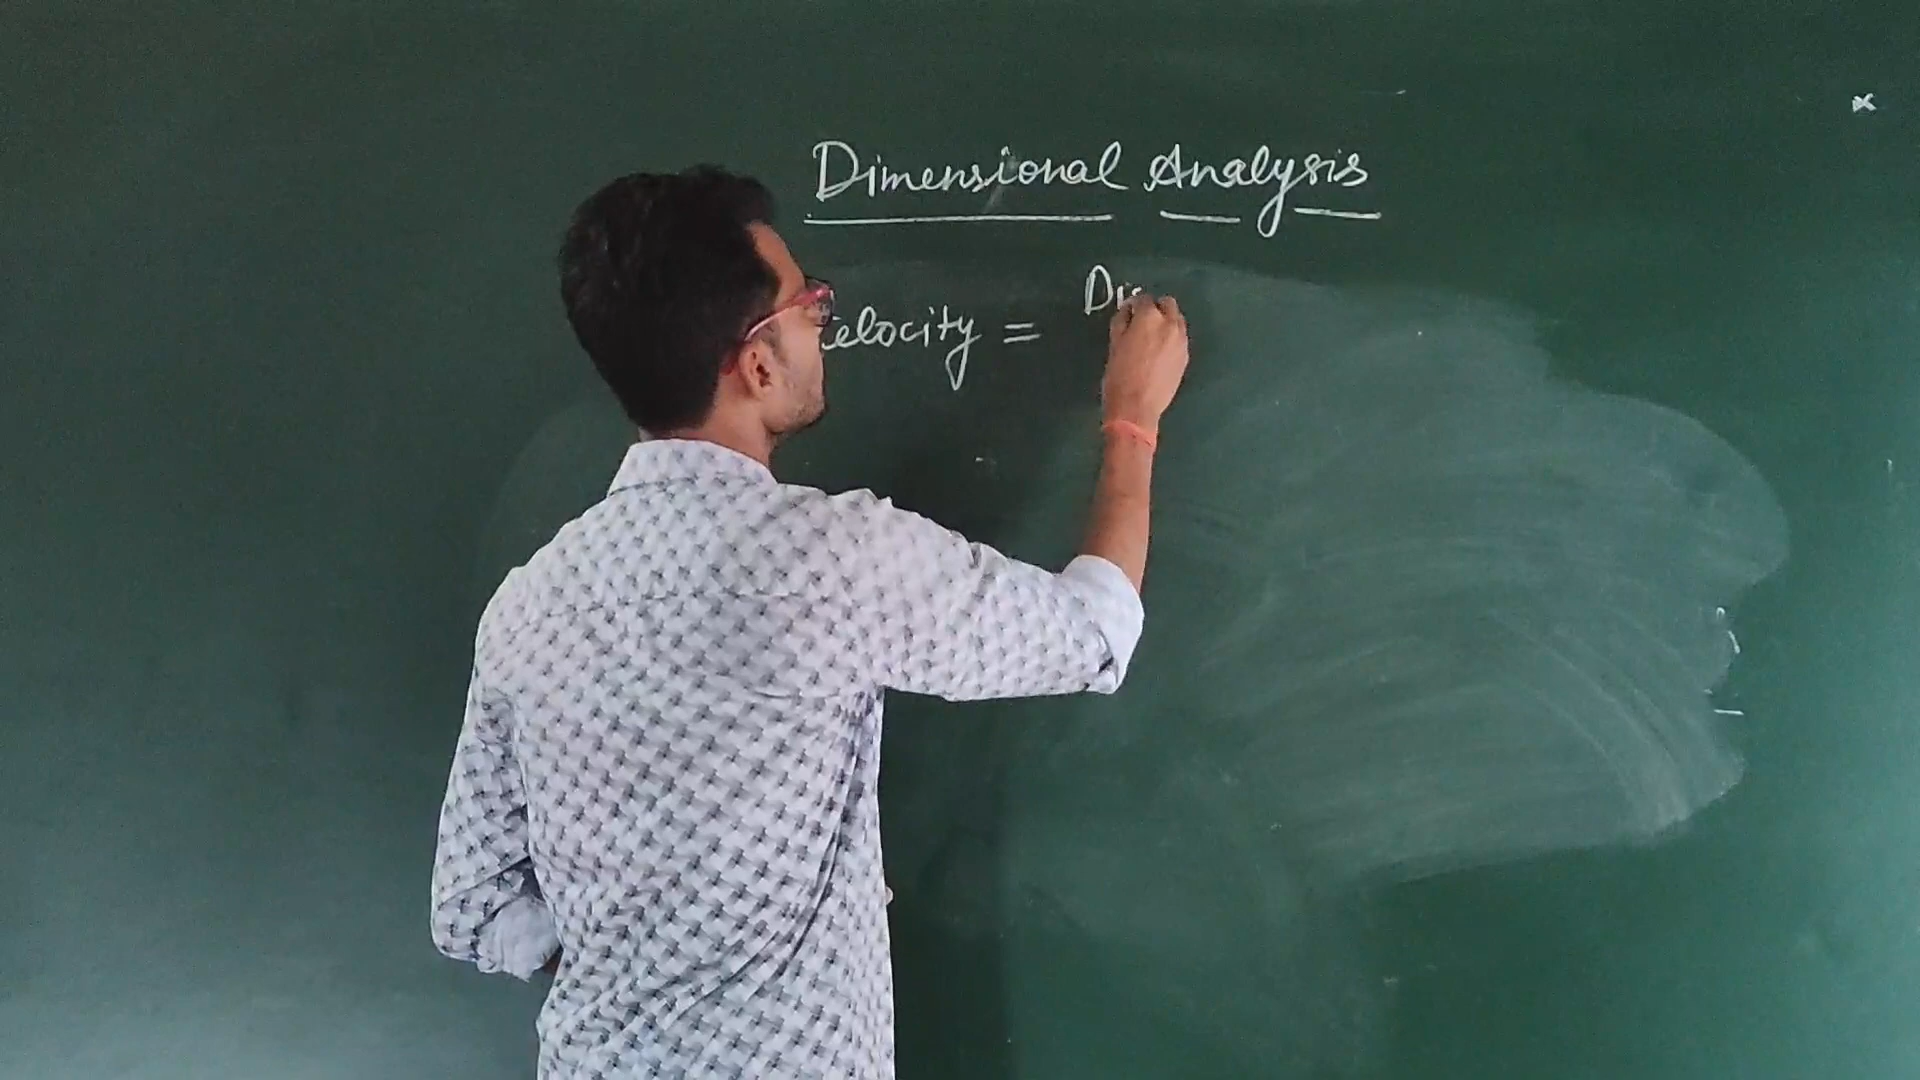 Dimensional Analysis
elocity =